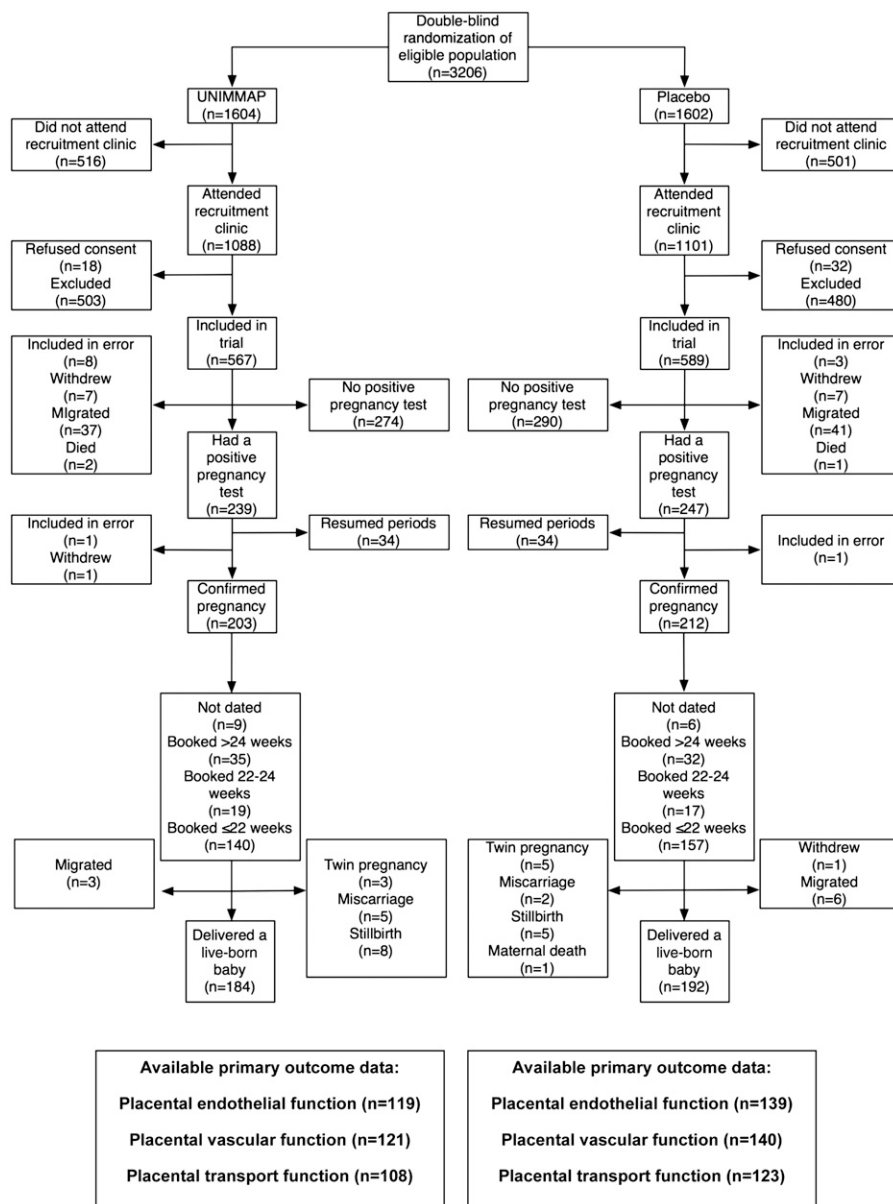 Double-blind
randomization of
eligible population
(n=3206)
UNIMMAP
(n=1604)
Placebo
(n=1602)
Did not attend
recruitment clinic
(n=516)
Did not attend
recruitment clinic
(n=501)
Attended
recruitment
clinic
(n=1088)
Attended
recruitment
clinic
(n=1101)
Refused consent
(n=18)
Excluded
(n=503)
Refused consent
(n=32)
Excluded
(n=480)
Included in
trial
(n=567)
Included in
trial
(n=589)
Included in error
(n=8)
Withdrew
(n=7)
MIgrated
(n=37)
Died
(n=2)
No positive
pregnancy test
(n=274)
No positive
pregnancy test
(n=290)
Included in error
(n=3)
Withdrew
(n=7)
Migrated
(n=41)
Died
(n=1)
Had a
positive
pregnancy
test
(n=239)
Had a
positive
pregnancy
test
(n=247)
Included in error
(n=1)
Withdrew
(n=1)
Resumed periods
(n=34)
Resumed periods
(n=34)
Included in error
(n=1)
Confirmed
pregnancy
(n=203)
Confirmed
pregnancy
(n=212)
Not dated
(n=9)
Booked >24 weeks
(n=35)
Booked 22-24
weeks
(n=19)
Booked ≤22 weeks
(n=140)
Not dated
(n=6)
Booked >24 weeks
(n=32)
Booked 22-24
weeks
(n=17)
Booked ≤22 weeks
(n=157)
Migrated
(n=3)
Twin pregnancy
(n=3)
Miscarriage
(n=5)
Stillbirth
(n=8)
Twin pregnancy
(n=5)
Miscarriage
(n=2)
Stillbirth
(n=5)
Maternal death
(n=1)
Withdrew
(n=1)
Migrated
(n=6)
Delivered a
live-born
baby
(n=184)
Delivered a
live-born
baby
(n=192)
Available primary outcome data:
Placental endothelial function (n=119)
Placental vascular function (n=121)
Placental transport function (n=108)
Available primary outcome data:
Placental endothelial function (n=139)
Placental vascular function (n=140)
Placental transport function (n=123)